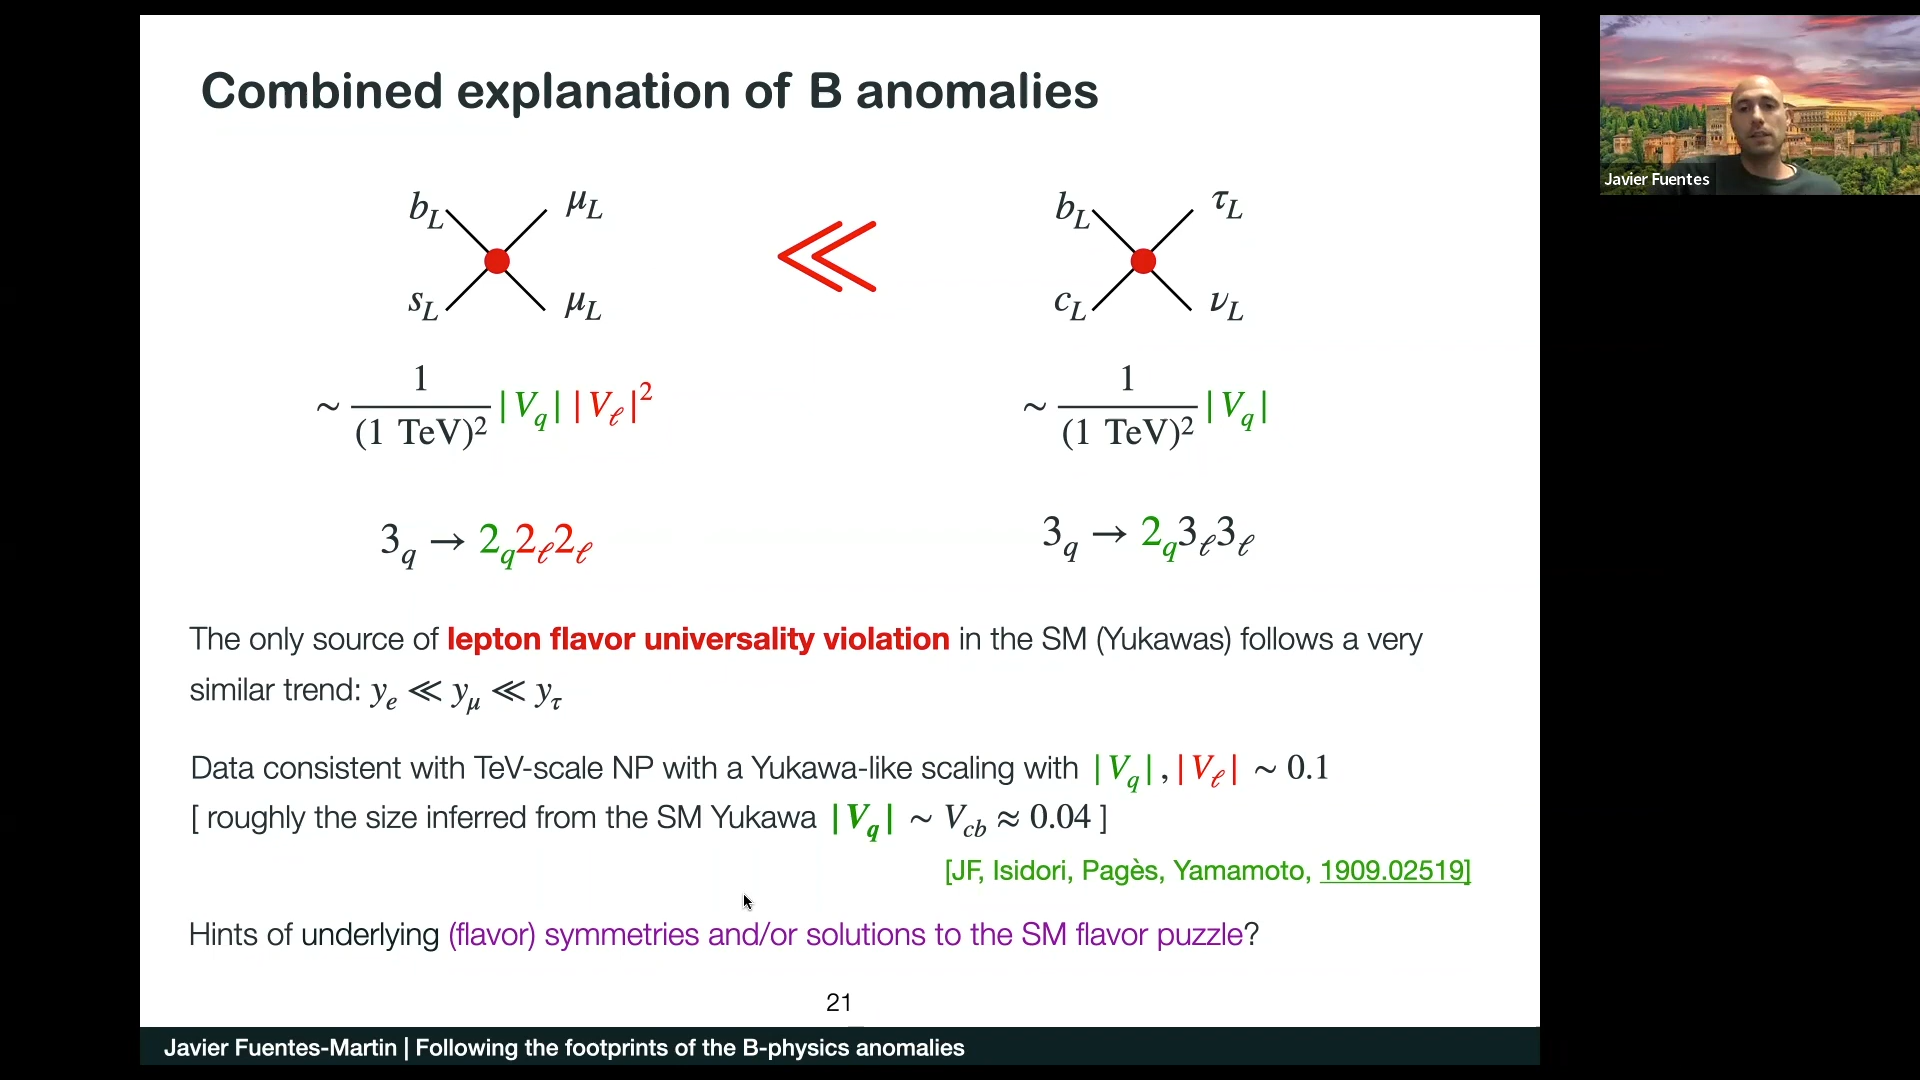 Combined explanation of B anomalies
b_L μ_L
s_L μ_L
≪
b_L τ_L
c_L ν_L
∼ 1/(1 TeV)² |V_q| |V_ℓ|²
∼ 1/(1 TeV)² |V_q|
3_q → 2_q 2_ℓ 2_ℓ
3_q → 2_q 3_ℓ 3_ℓ
The only source of lepton flavor universality violation in the SM (Yukawas) follows a very
similar trend: y_e ≪ y_μ ≪ y_τ
Data consistent with TeV-scale NP with a Yukawa-like scaling with |V_q|, |V_ℓ| ∼ 0.1
[ roughly the size inferred from the SM Yukawa |V_q| ∼ V_cb ≈ 0.04 ]
[JF, Isidori, Pagès, Yamamoto, 1909.02519]
Hints of underlying (flavor) symmetries and/or solutions to the SM flavor puzzle?
21
Javier Fuentes-Martin | Following the footprints of the B-physics anomalies
Javier Fuentes